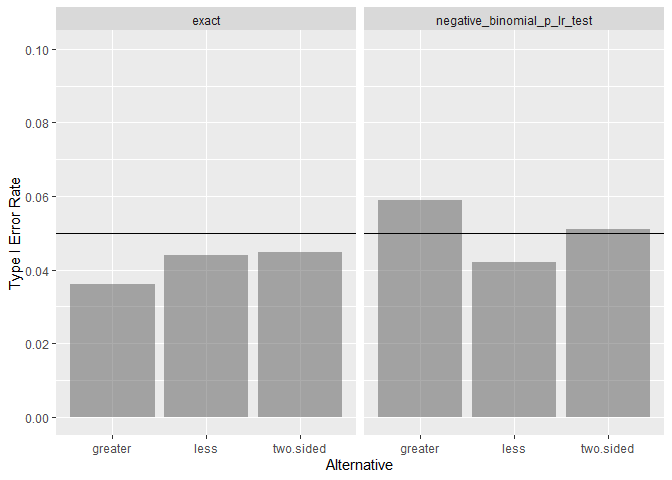 exact
negative_binomial_p_lr_test
0.10
0.08
0.06
0.04
0.02
0.00
Type I Error Rate
greater less two.sided
greater less two.sided
Alternative